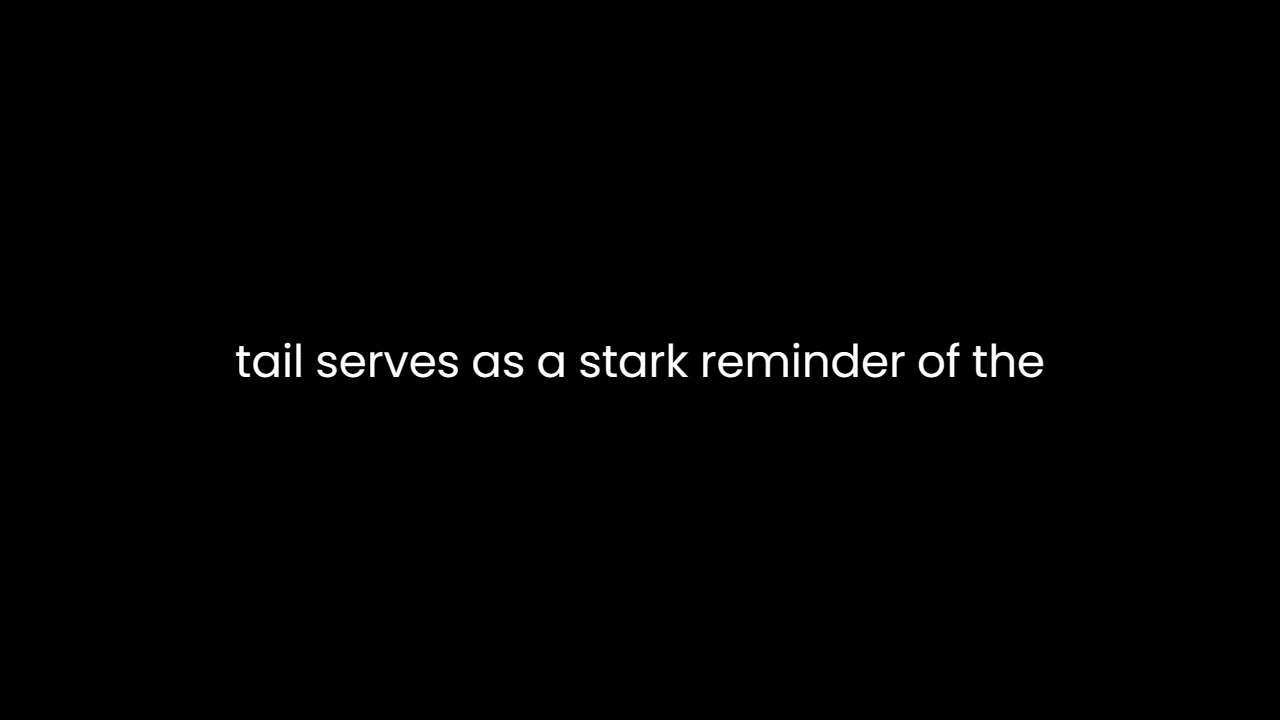 tail serves as a stark reminder of the